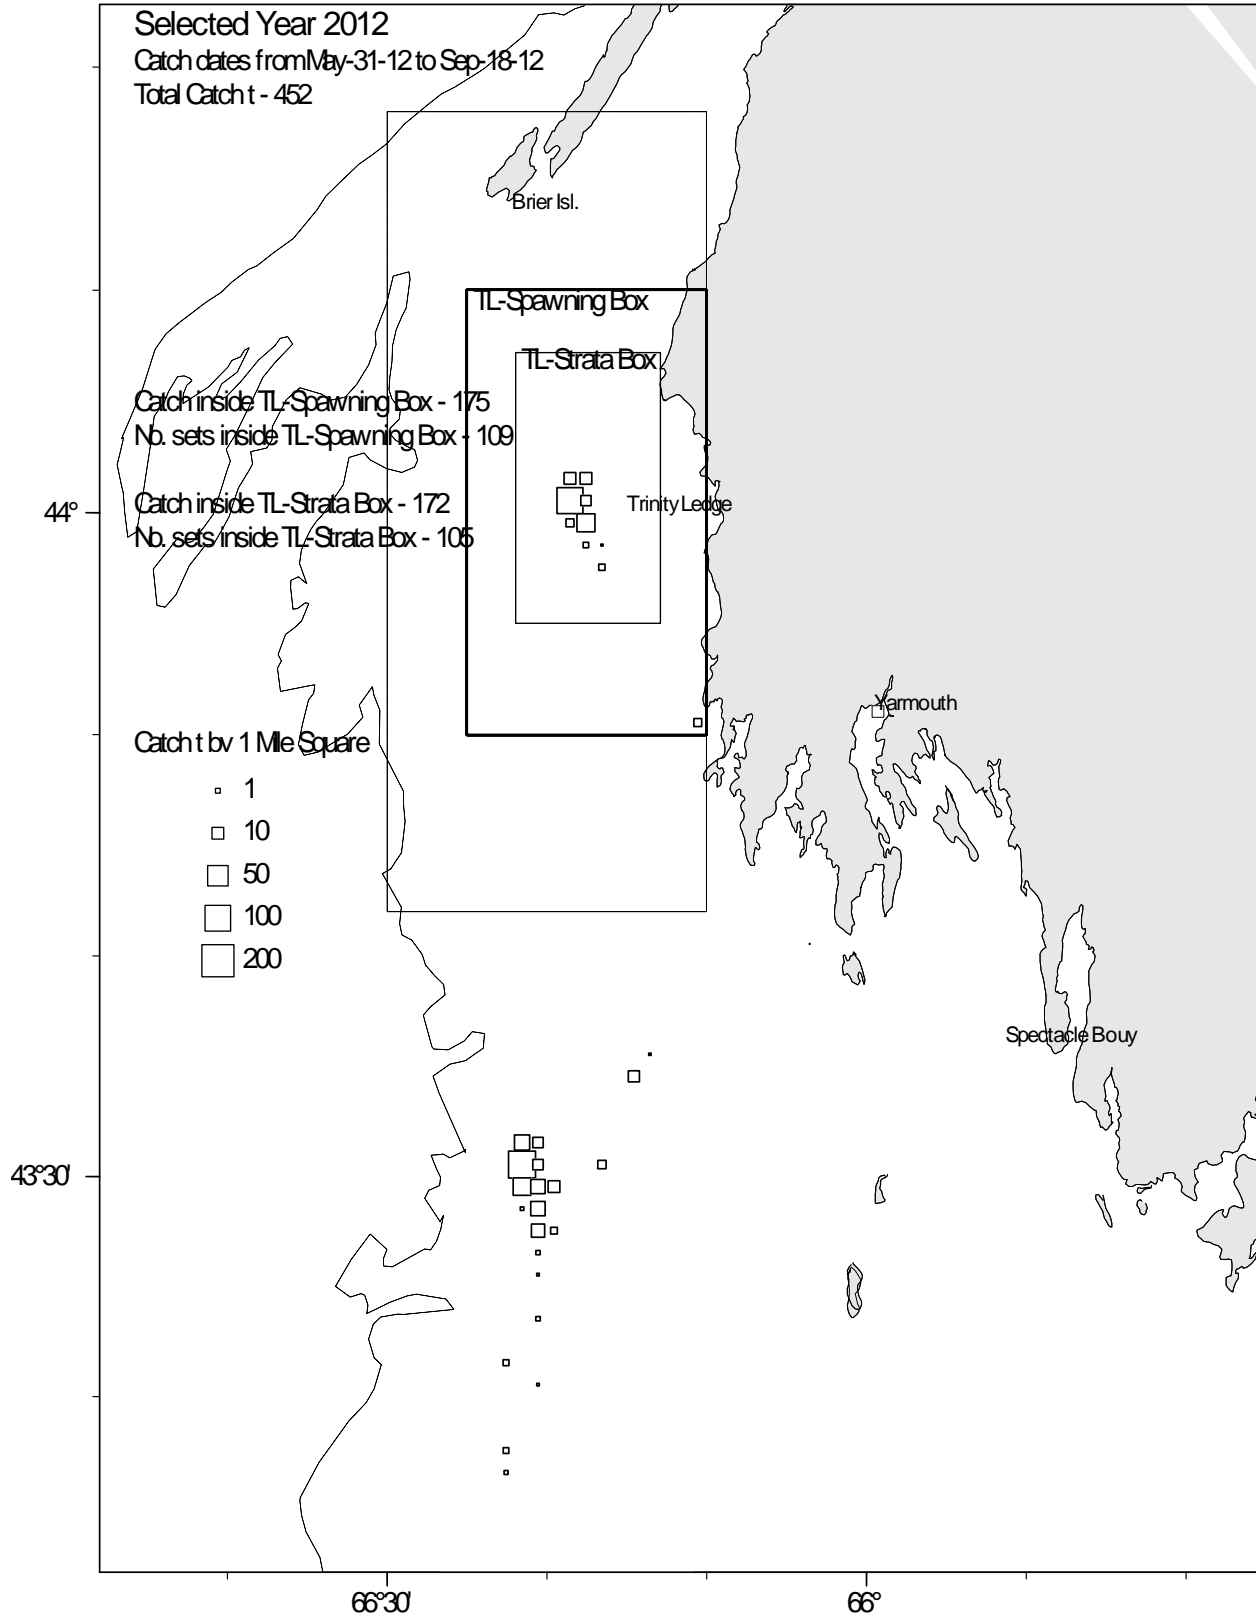 Selected Year 2012
Catch dates from May-31-12 to Sep-18-12
Total Catch t - 452
Brier Isl.
TL-Spawning Box
TL-Strata Box
Catch inside TL-Spawning Box - 175
No. sets inside TL-Spawning Box - 109
Catch inside TL-Strata Box - 172
No. sets inside TL-Strata Box - 105
Trinity Ledge
44°
Yarmouth
Catch t bv 1 Mile Square
1
10
50
100
200
Spectacle Bouy
43°30'
66°30'
66°